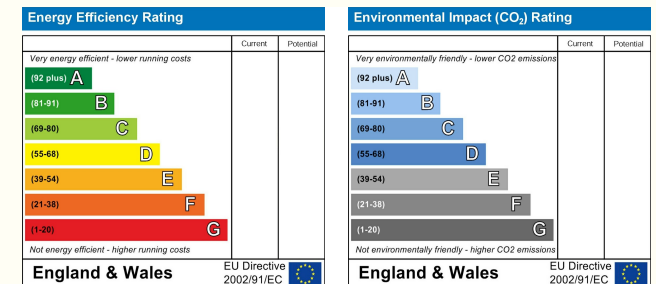 Energy Efficiency Rating
Current Potential
Very energy efficient - lower running costs
(92 plus) A
(81-91) B
(69-80) C
(55-68) D
(39-54) E
(21-38) F
(1-20) G
Not energy efficient - higher running costs
England & Wales
EU Directive
2002/91/EC
Environmental Impact (CO₂) Rating
Current Potential
Very environmentally friendly - lower CO2 emissions
(92 plus) A
(81-91) B
(69-80) C
(55-68) D
(39-54) E
(21-38) F
(1-20) G
Not environmentally friendly - higher CO2 emissions
England & Wales
EU Directive
2002/91/EC